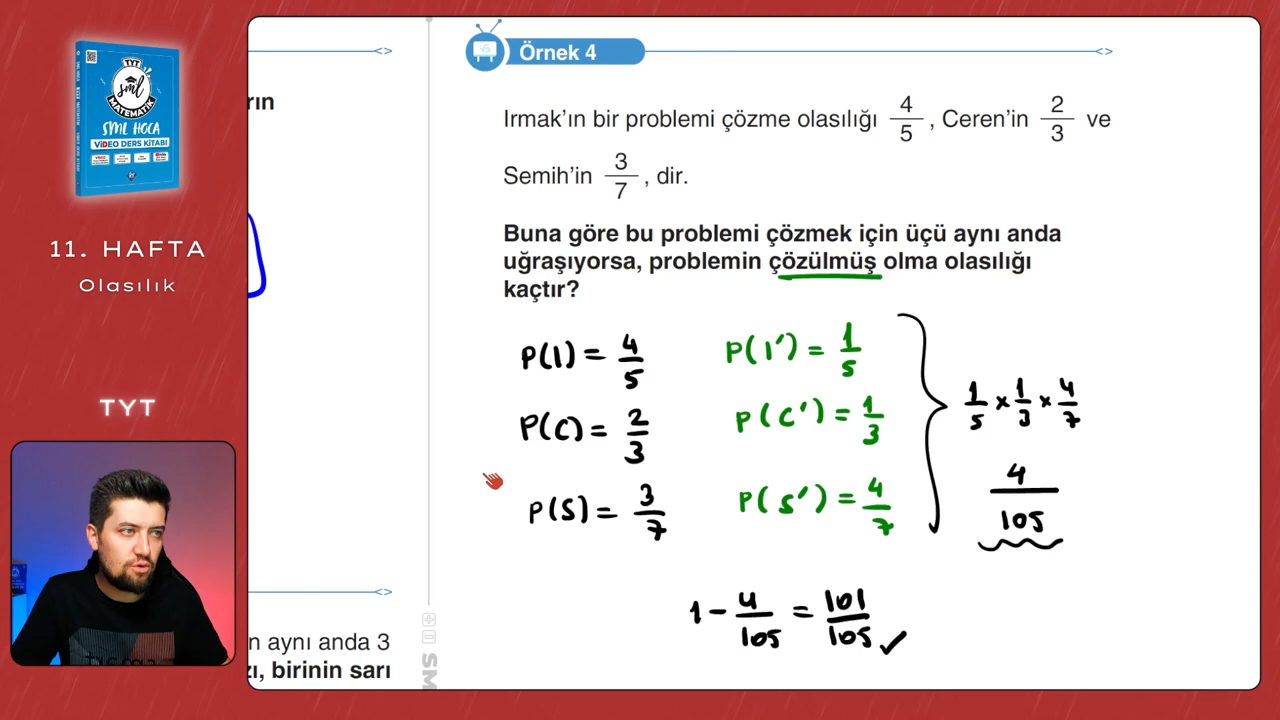 TYT
sml
MATEMATİK
SML HOCA
VİDEO DERS KİTABI
11. HAFTA
Olasılık
TYT
rın
n aynı anda 3
zı, birinin sarı
SM
Örnek 4
Irmak’ın bir problemi çözme olasılığı 4/5 , Ceren’in 2/3 ve
Semih’in 3/7 , dir.
Buna göre bu problemi çözmek için üçü aynı anda
uğraşıyorsa, problemin çözülmüş olma olasılığı
kaçtır?
P(I) = 4/5
P(C) = 2/3
P(S) = 3/7
P(I') = 1/5
P(C') = 1/3
P(S') = 4/7
1/5 × 1/3 × 4/7
4/105
1 - 4/105 = 101/105